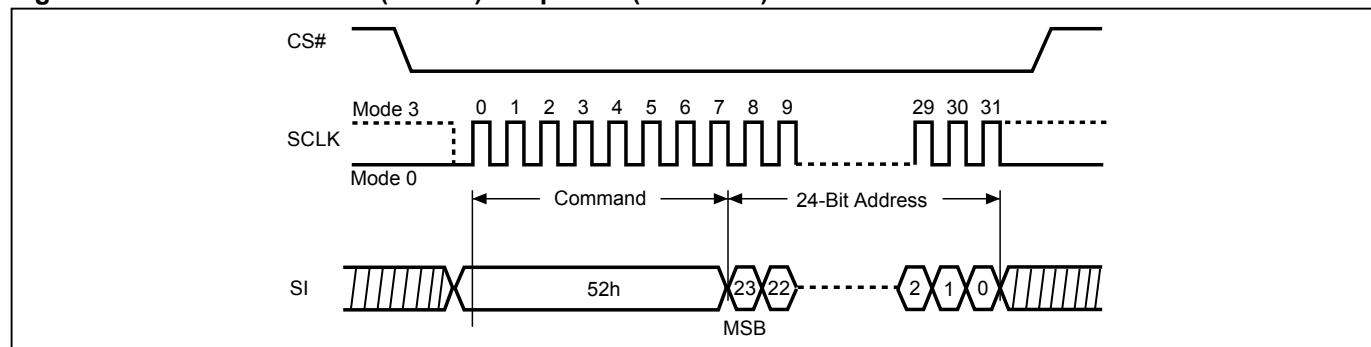 CS#
Mode 3
0 1 2 3 4 5 6 7 8 9 29 30 31
SCLK
Mode 0
Command 24-Bit Address
SI 52h 23 22 2 1 0
MSB